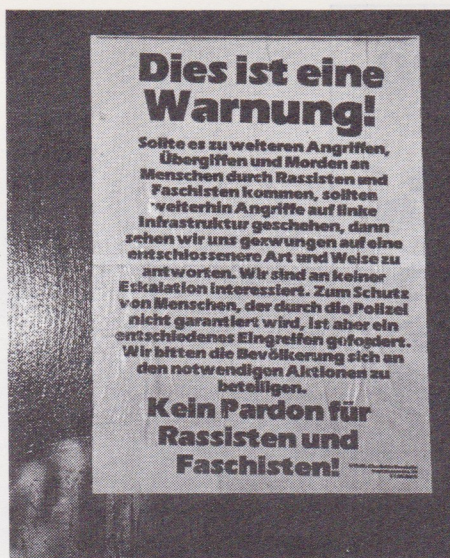 Dies ist eine
Warnung!
Sollte es zu weiteren Angriffen,
Übergiffen und Morden an
Menschen durch Rassisten und
Faschisten kommen, sollten
weiterhin Angriffe auf linke
Infrastruktur geschehen, dann
sehen wir uns gezwungen auf eine
entschlossenere Art und Weise zu
antworten. Wir sind an keiner
Eskalation interessiert. Zum Schutz
von Menschen, der durch die Polizei
nicht garantiert wird, ist aber ein
entschiedenes Eingreifen gefordert.
Wir bitten die Bevölkerung sich an
den notwendigen Aktionen zu
beteiligen.
Kein Pardon für
Rassisten und
Faschisten!